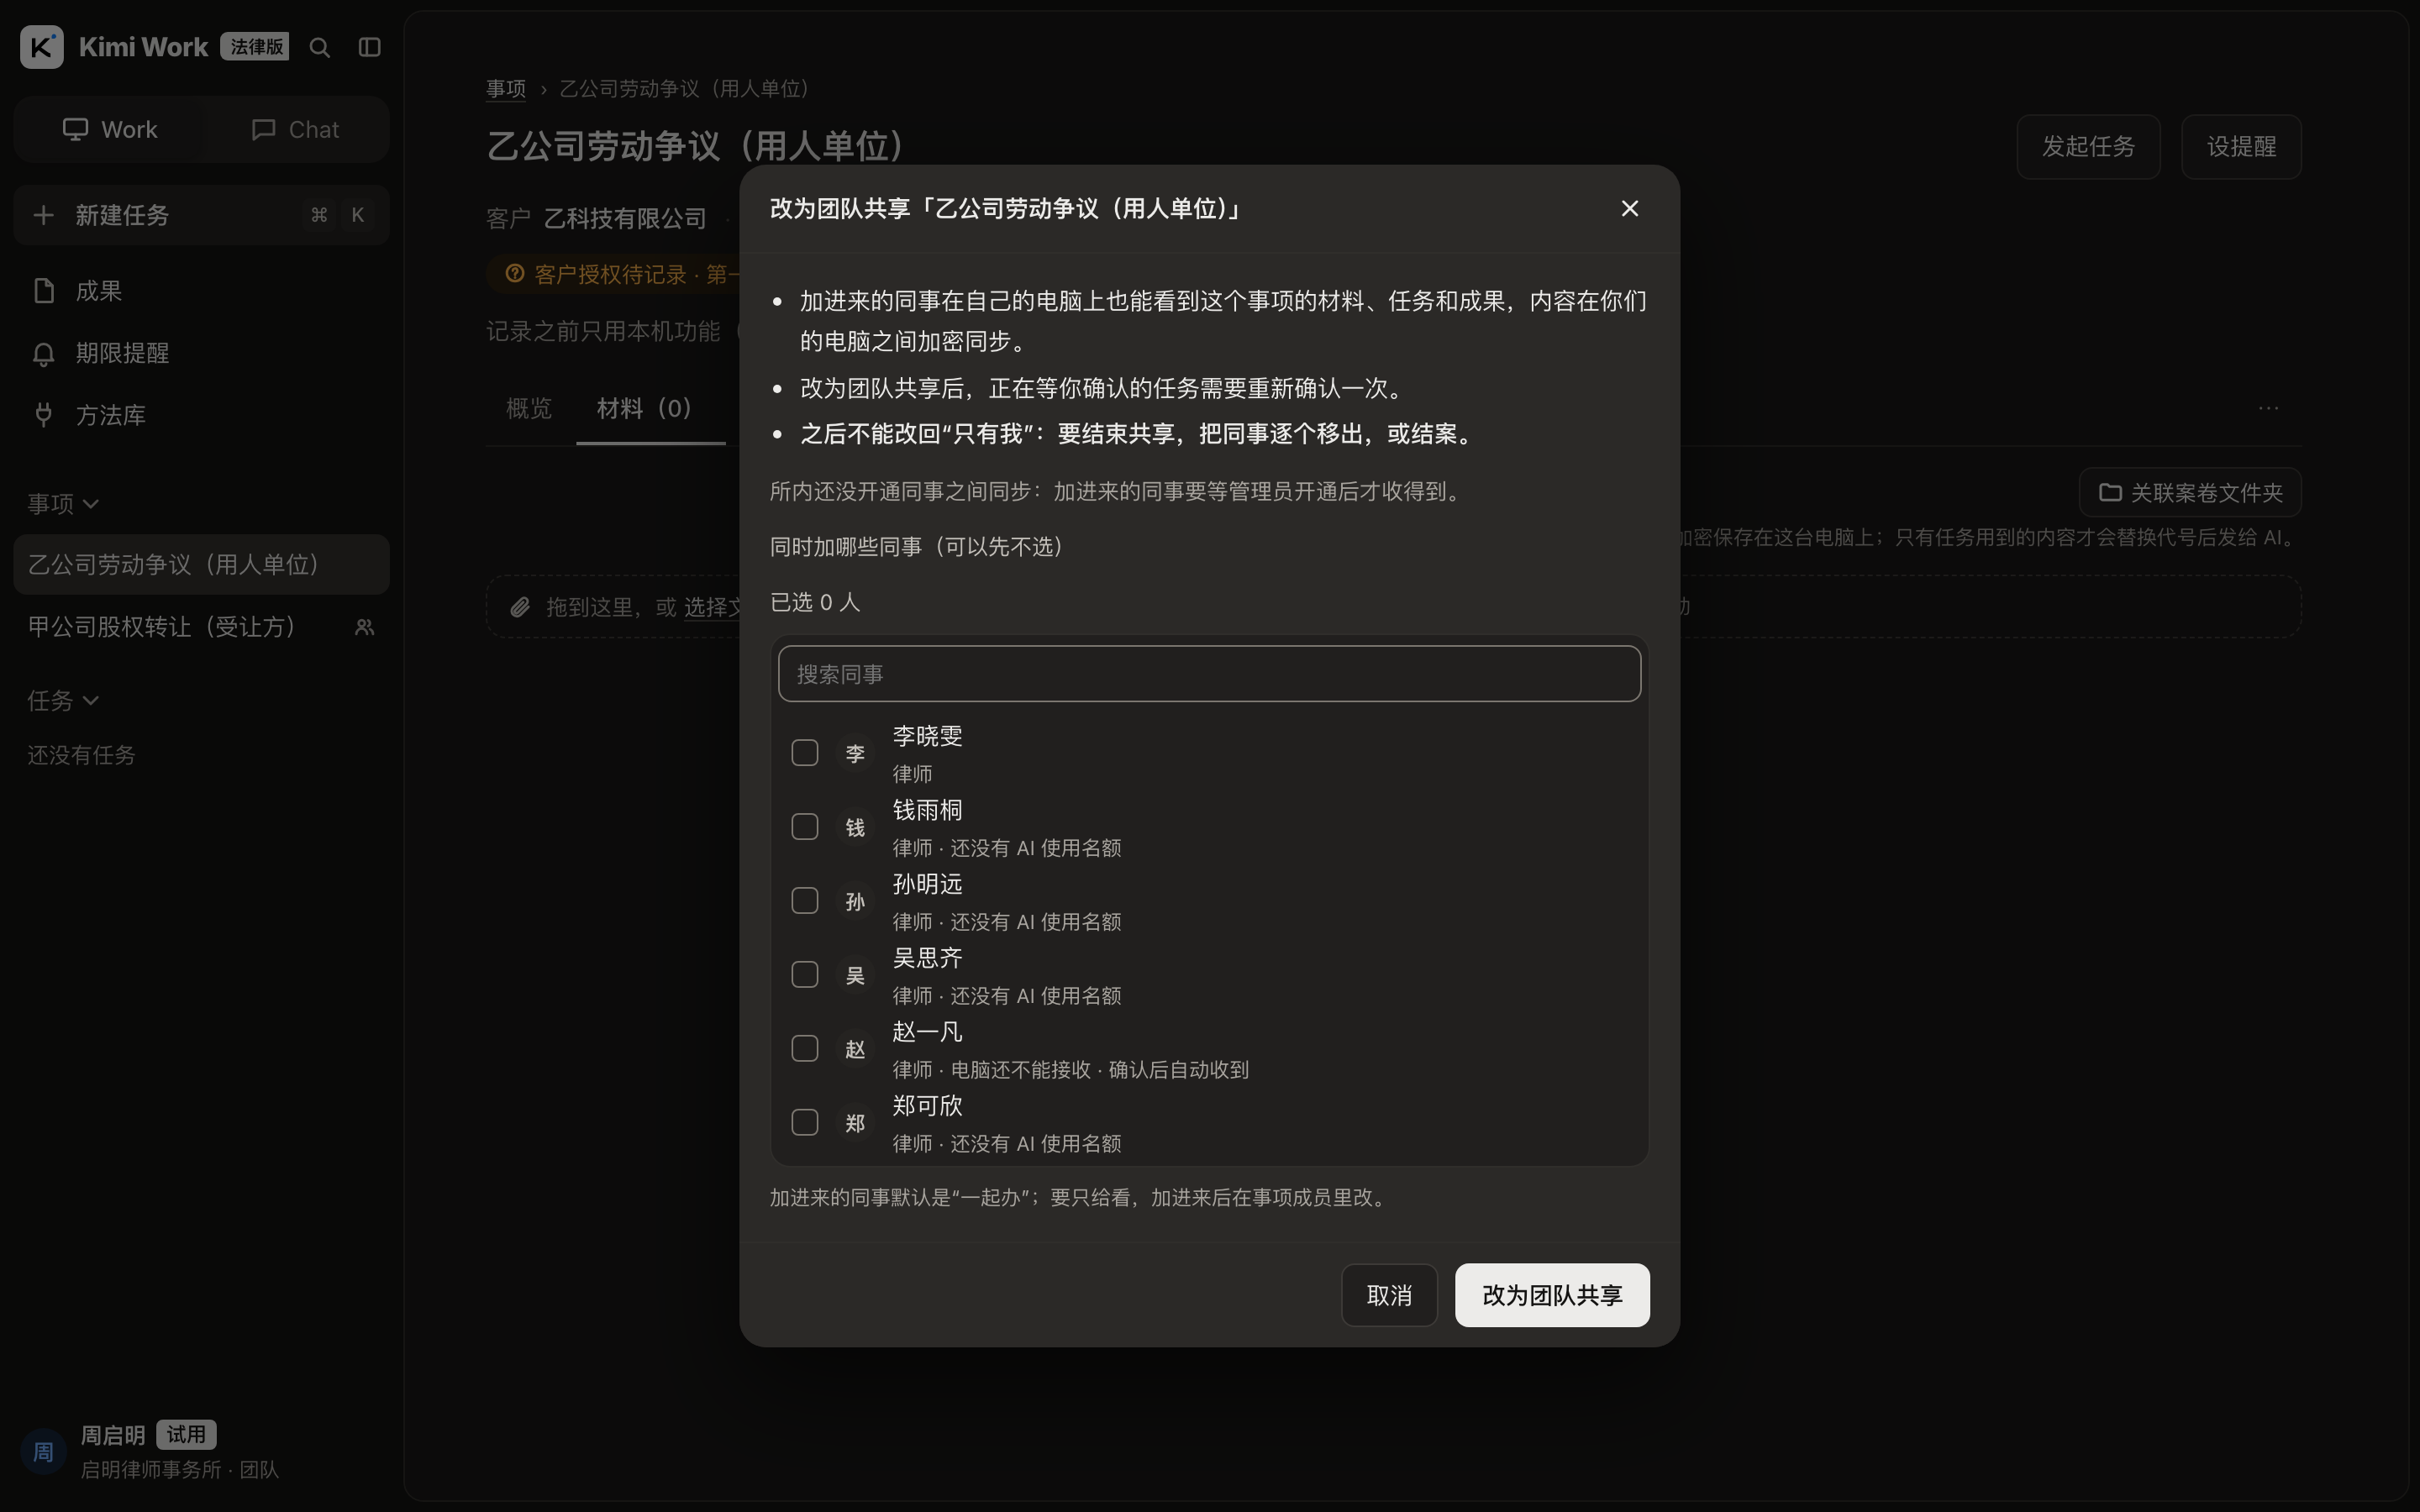 Kimi Work 法律版
Work
Chat
新建任务 ⌘ K
成果
期限提醒
方法库
事项
乙公司劳动争议（用人单位）
甲公司股权转让（受让方）
任务
还没有任务
周启明 试用
启明律师事务所 · 团队
事项 › 乙公司劳动争议（用人单位）
乙公司劳动争议（用人单位）
发起任务 设提醒
客户 乙科技有限公司 ·
客户授权待记录 · 第一
记录之前只用本机功能（
概览 材料（0） …
关联案卷文件夹
加密保存在这台电脑上；只有任务用到的内容才会替换代号后发给 AI。
拖到这里，或 选择文
改为团队共享「乙公司劳动争议（用人单位）」
• 加进来的同事在自己的电脑上也能看到这个事项的材料、任务和成果，内容在你们
的电脑之间加密同步。
• 改为团队共享后，正在等你确认的任务需要重新确认一次。
• 之后不能改回“只有我”：要结束共享，把同事逐个移出，或结案。
所内还没开通同事之间同步：加进来的同事要等管理员开通后才收得到。
同时加哪些同事（可以先不选）
已选 0 人
搜索同事
李 李晓雯
律师
钱 钱雨桐
律师 · 还没有 AI 使用名额
孙 孙明远
律师 · 还没有 AI 使用名额
吴 吴思齐
律师 · 还没有 AI 使用名额
赵 赵一凡
律师 · 电脑还不能接收 · 确认后自动收到
郑 郑可欣
律师 · 还没有 AI 使用名额
加进来的同事默认是“一起办”；要只给看，加进来后在事项成员里改。
取消 改为团队共享